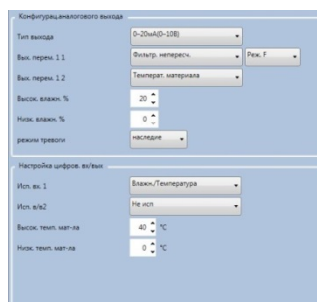 Конфигурац.аналогового выхода
Тип выхода 0~20мА(0~10В)
Вых. перем. 1 1 Фильтр. непересч. Реж. F
Вых. перем. 1 2 Температ. материала
Высок. влажн. % 20
Низк. влажн. % 0
режим тревоги наследие
Настройка цифров. вх/вых
Исп. вх. 1 Влажн./Температура
Исп. в/в2 Не исп
Высок. темп. мат-ла 40 °C
Низк. темп. мат-ла 0 °C